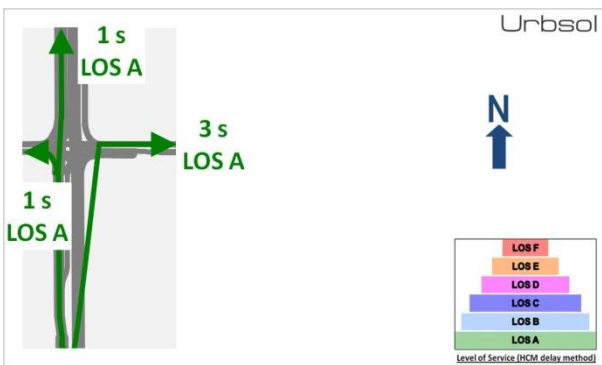 Urbsol
1 s
LOS A
3 s
LOS A
1 s
LOS A
N
LOS F
LOS E
LOS D
LOS C
LOS B
LOS A
Level of Service (HCM delay method)